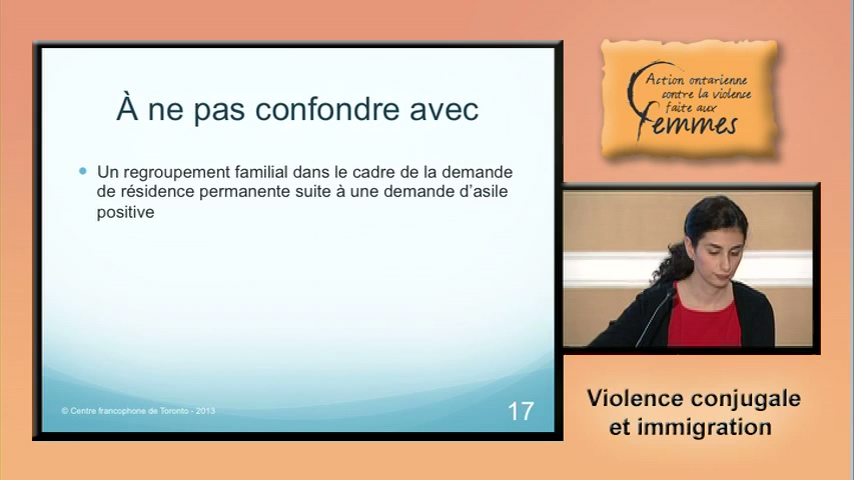 À ne pas confondre avec
Un regroupement familial dans le cadre de la demande
de résidence permanente suite à une demande d’asile
positive
© Centre francophone de Toronto - 2013
17
Action ontarienne
contre la violence
faite aux
femmes
Violence conjugale
et immigration